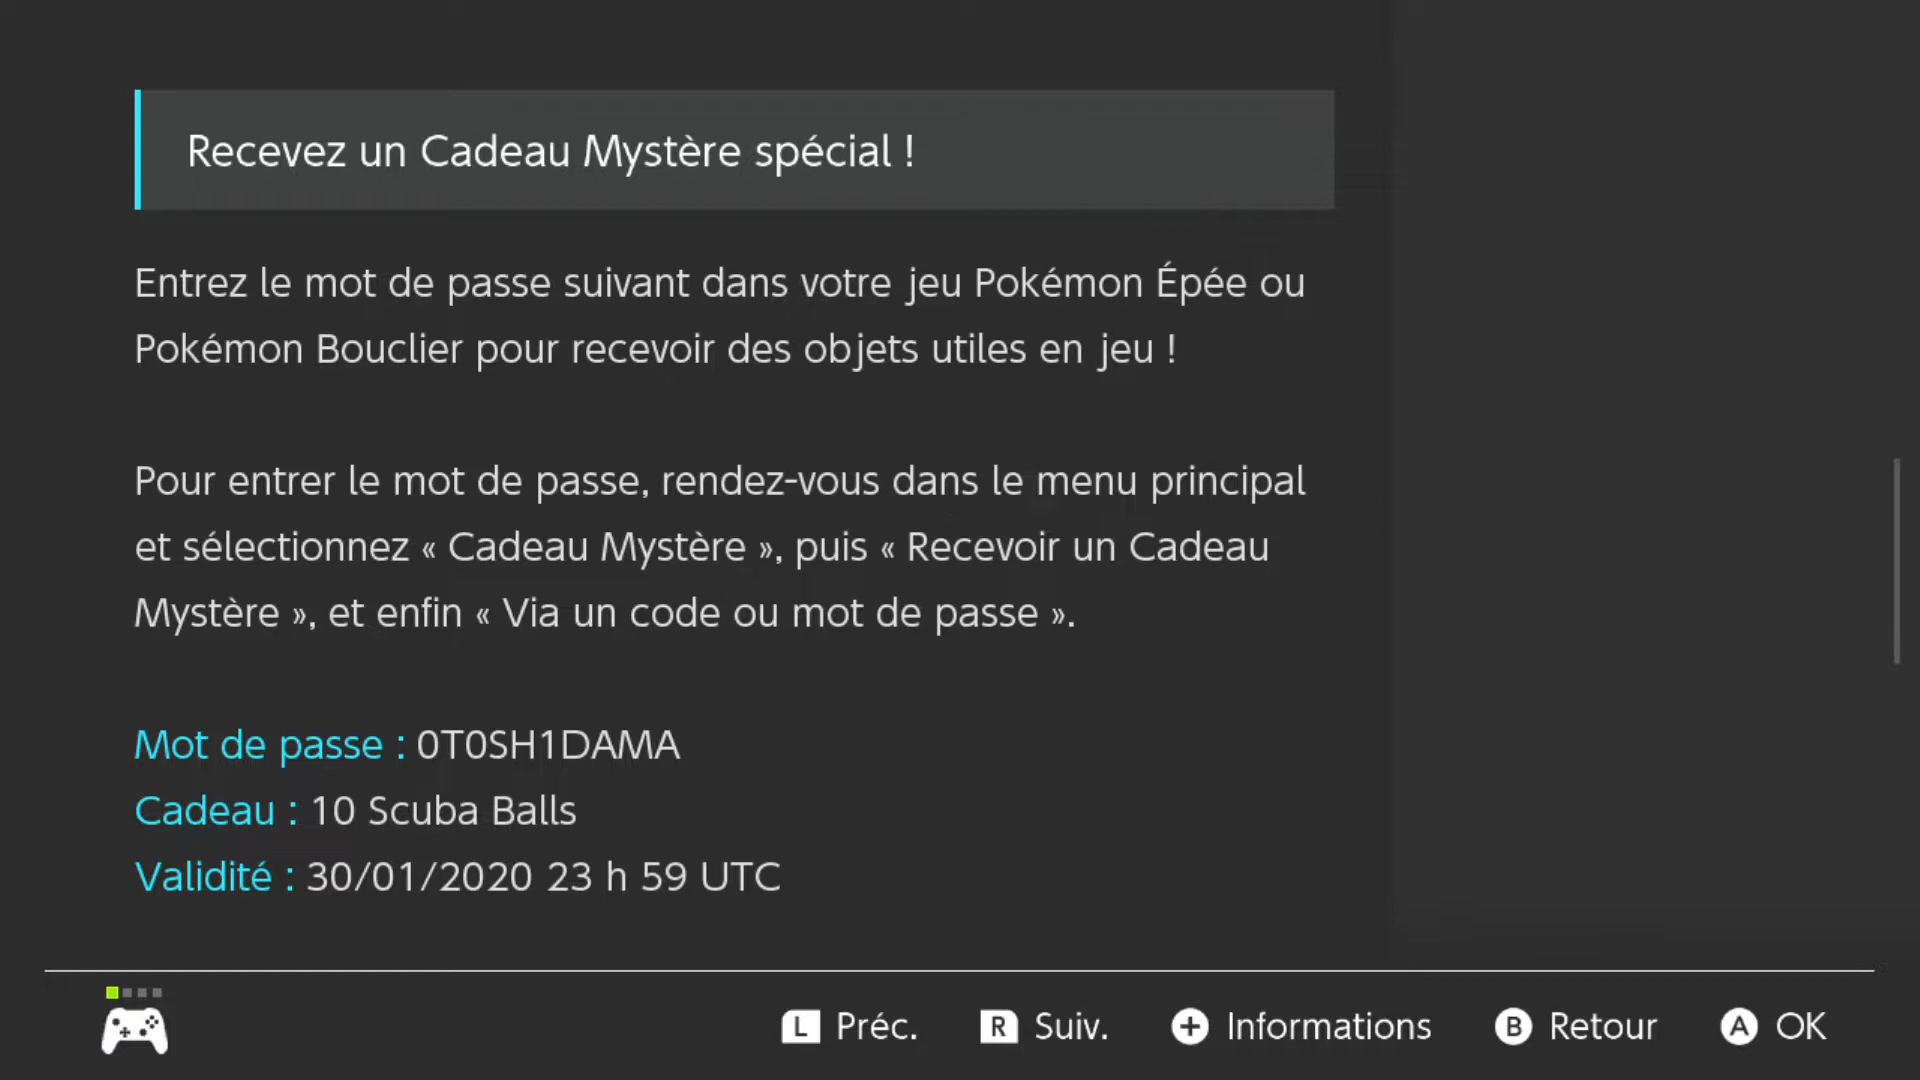 Recevez un Cadeau Mystère spécial !
Entrez le mot de passe suivant dans votre jeu Pokémon Épée ou
Pokémon Bouclier pour recevoir des objets utiles en jeu !
Pour entrer le mot de passe, rendez-vous dans le menu principal
et sélectionnez « Cadeau Mystère », puis « Recevoir un Cadeau
Mystère », et enfin « Via un code ou mot de passe ».
Mot de passe : 0T0SH1DAMA
Cadeau : 10 Scuba Balls
Validité : 30/01/2020 23 h 59 UTC
L Préc. R Suiv. + Informations B Retour A OK